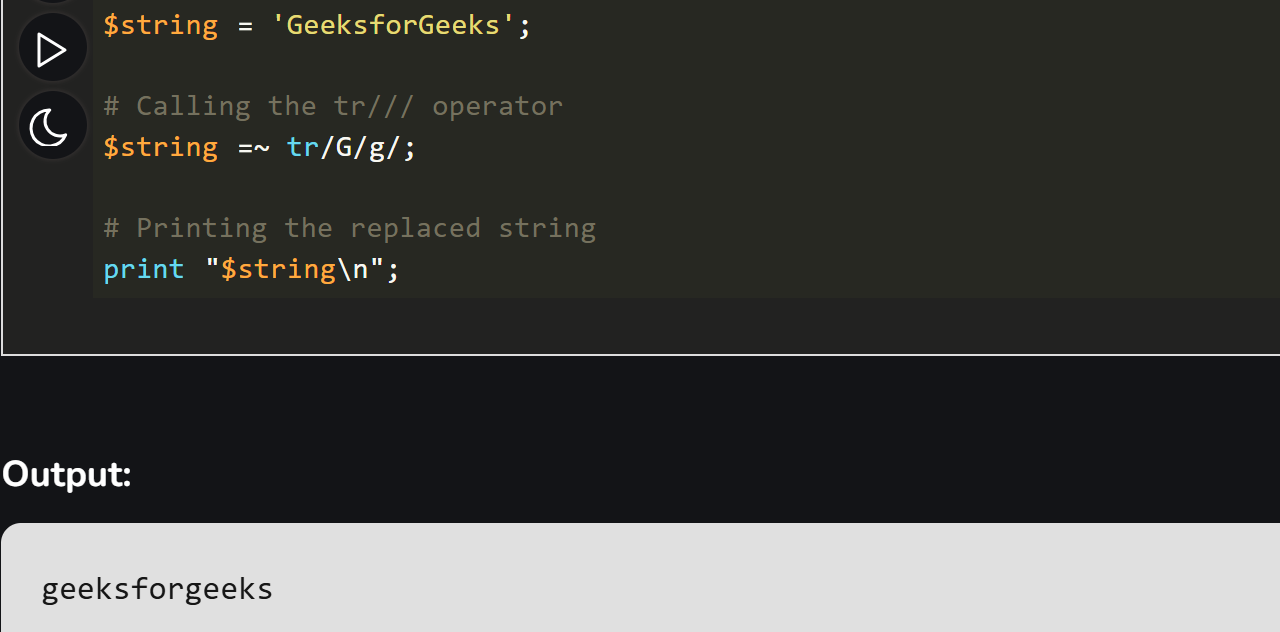 $string = 'GeeksforGeeks';
# Calling the tr/// operator
$string =~ tr/G/g/;
# Printing the replaced string
print "$string\n";
Output:
geeksforgeeks